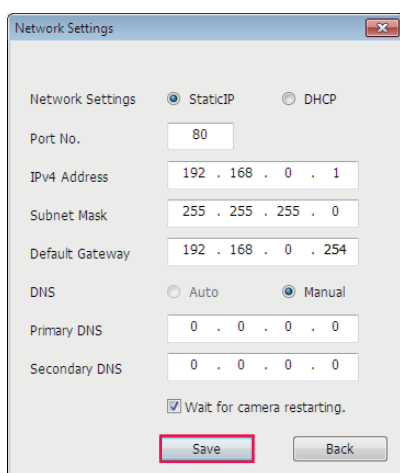 Network Settings
Network Settings StaticIP DHCP
Port No. 80
IPv4 Address 192 . 168 . 0 . 1
Subnet Mask 255 . 255 . 255 . 0
Default Gateway 192 . 168 . 0 . 254
DNS Auto Manual
Primary DNS 0 . 0 . 0 . 0
Secondary DNS 0 . 0 . 0 . 0
Wait for camera restarting.
Save Back